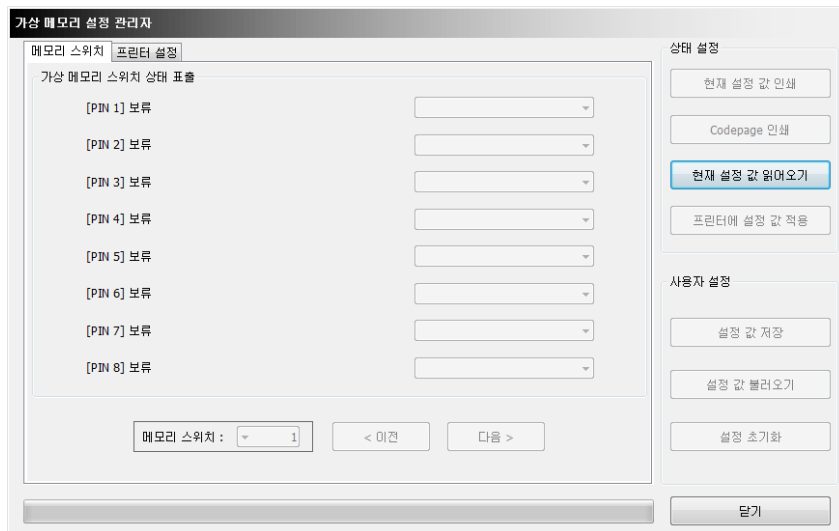 가상 메모리 설정 관리자
메모리 스위치 프린터 설정
가상 메모리 스위치 상태 표출
[PIN 1] 보류
[PIN 2] 보류
[PIN 3] 보류
[PIN 4] 보류
[PIN 5] 보류
[PIN 6] 보류
[PIN 7] 보류
[PIN 8] 보류
메모리 스위치 : 1 < 이전 다음 >
상태 설정
현재 설정 값 인쇄
Codepage 인쇄
현재 설정 값 읽어오기
프린터에 설정 값 적용
사용자 설정
설정 값 저장
설정 값 불러오기
설정 초기화
닫기